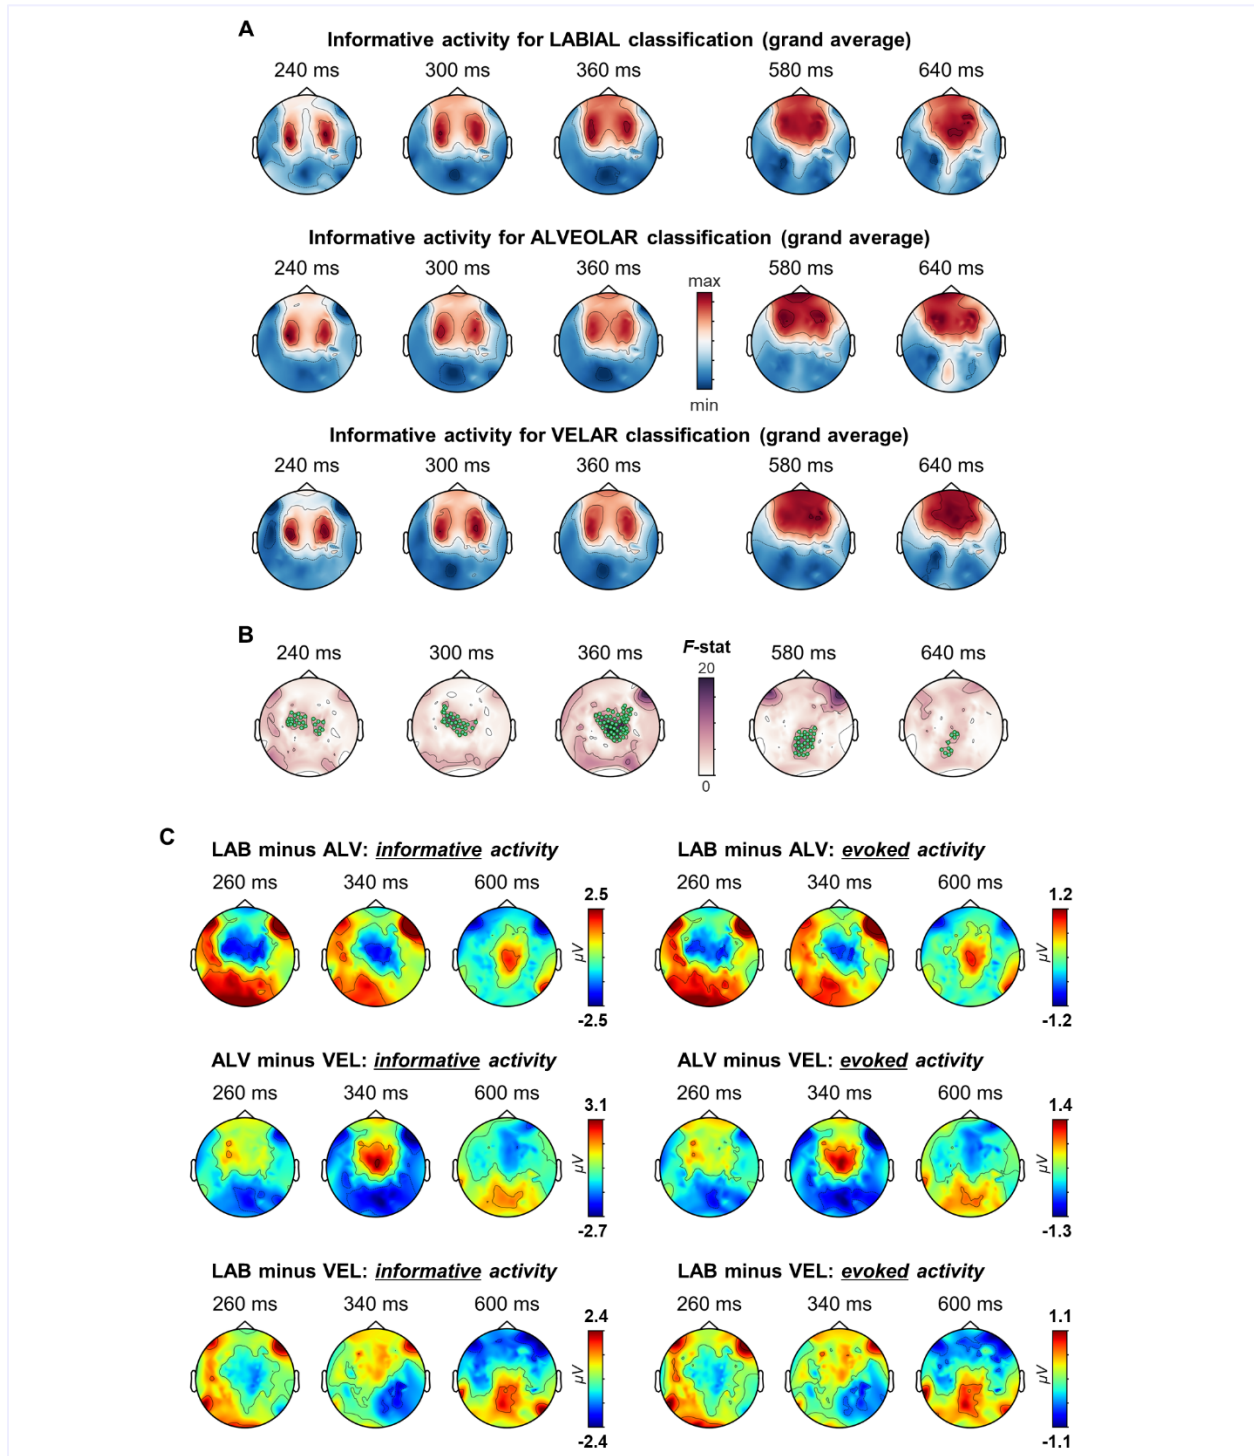 A
Informative activity for LABIAL classification (grand average)
240 ms 300 ms 360 ms 580 ms 640 ms
Informative activity for ALVEOLAR classification (grand average)
240 ms 300 ms 360 ms 580 ms 640 ms
max
min
Informative activity for VELAR classification (grand average)
240 ms 300 ms 360 ms 580 ms 640 ms
B
240 ms 300 ms 360 ms 580 ms 640 ms
F-stat
20
0
C
LAB minus ALV: informative activity
260 ms 340 ms 600 ms
2.5
μV
-2.5
LAB minus ALV: evoked activity
260 ms 340 ms 600 ms
1.2
μV
-1.2
ALV minus VEL: informative activity
260 ms 340 ms 600 ms
3.1
μV
-2.7
ALV minus VEL: evoked activity
260 ms 340 ms 600 ms
1.4
μV
-1.3
LAB minus VEL: informative activity
260 ms 340 ms 600 ms
2.4
μV
-2.4
LAB minus VEL: evoked activity
260 ms 340 ms 600 ms
1.1
μV
-1.1